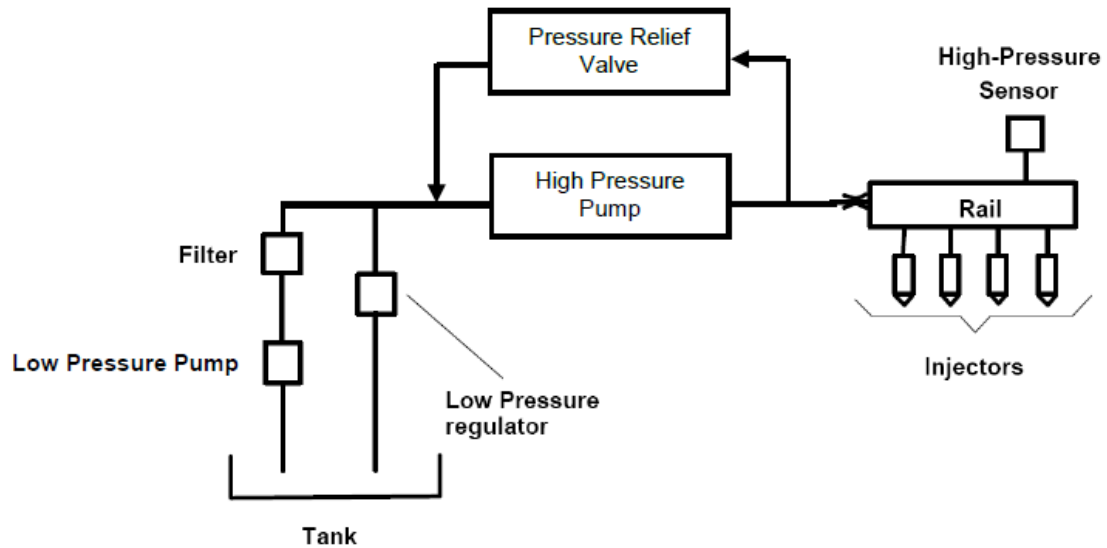 Pressure Relief
Valve
High-Pressure
Sensor
High Pressure
Pump
Rail
Filter
Low Pressure Pump
Injectors
Low Pressure
regulator
Tank